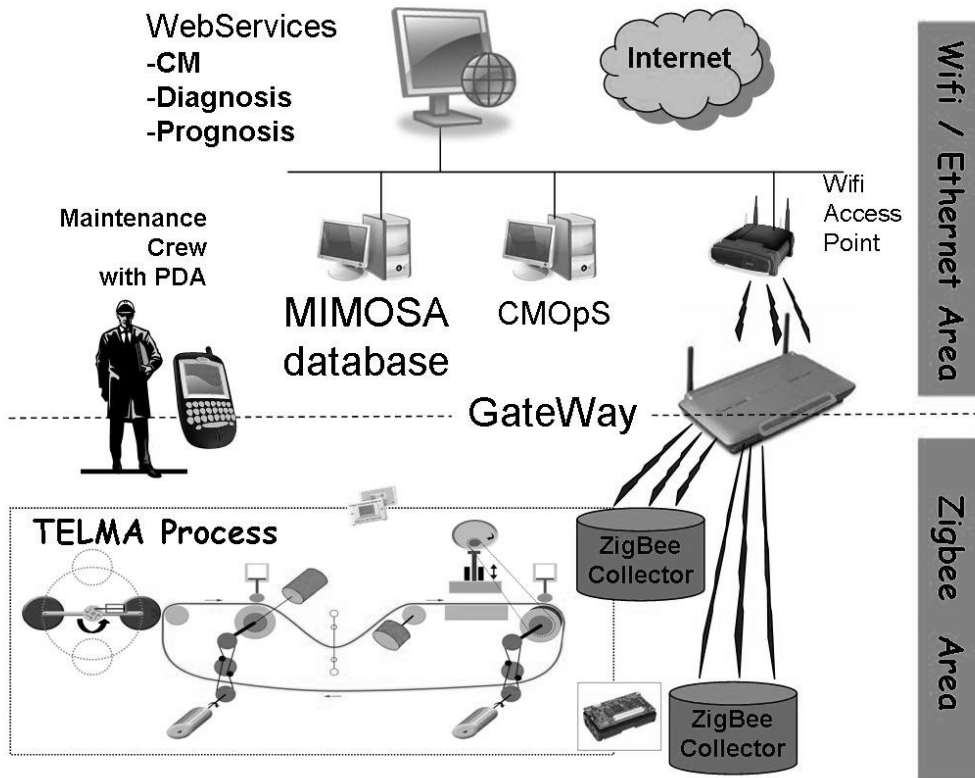 WebServices
-CM
-Diagnosis
-Prognosis
Internet
Wifi / Ethernet Area
Wifi
Access
Point
Maintenance
Crew
with PDA
MIMOSA
database
CMOpS
GateWay
Zigbee Area
TELMA Process
ZigBee
Collector
ZigBee
Collector